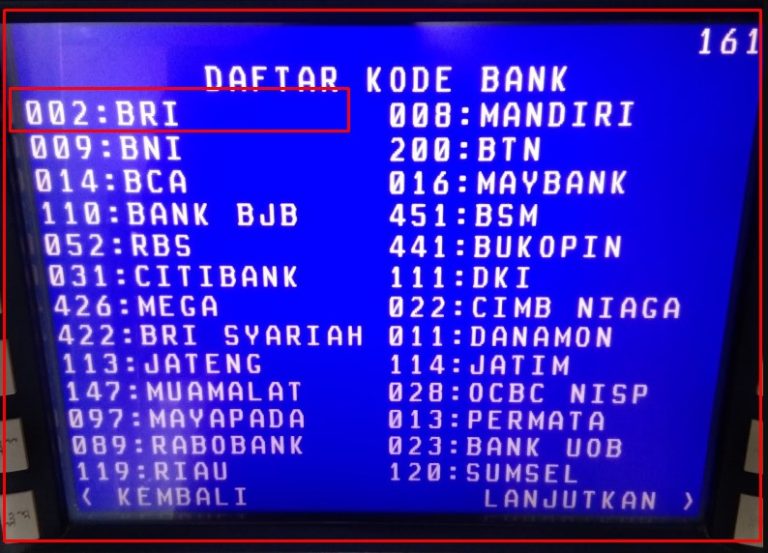 161
DAFTAR KODE BANK
002:BRI 008:MANDIRI
009:BNI 200:BTN
014:BCA 016:MAYBANK
110:BANK BJB 451:BSM
052:RBS 441:BUKOPIN
031:CITIBANK 111:DKI
426:MEGA 022:CIMB NIAGA
422:BRI SYARIAH 011:DANAMON
113:JATENG 114:JATIM
147:MUAMALAT 028:OCBC NISP
097:MAYAPADA 013:PERMATA
089:RABOBANK 023:BANK UOB
119:RIAU 120:SUMSEL
< KEMBALI LANJUTKAN >